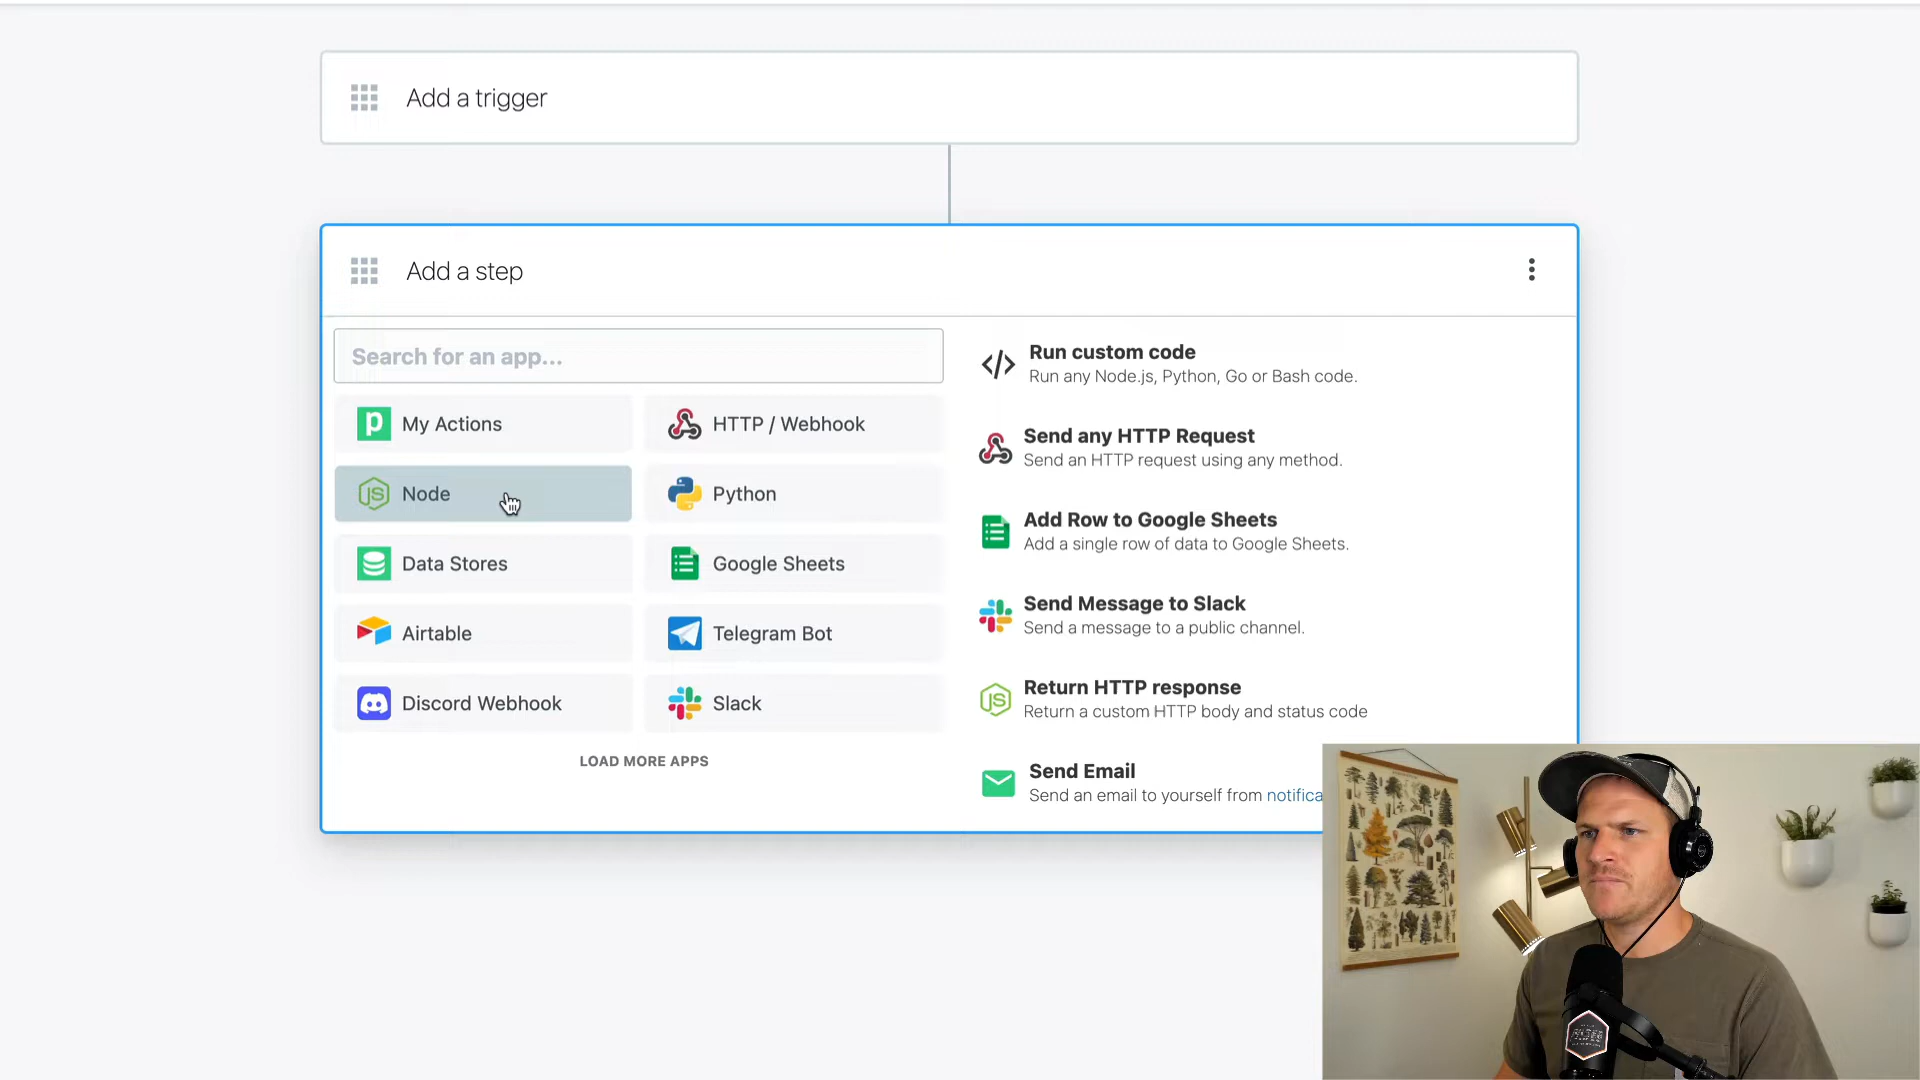 Add a trigger
Add a step
Search for an app...
My Actions
HTTP / Webhook
Node
Python
Data Stores
Google Sheets
Airtable
Telegram Bot
Discord Webhook
Slack
LOAD MORE APPS
Run custom code
Run any Node.js, Python, Go or Bash code.
Send any HTTP Request
Send an HTTP request using any method.
Add Row to Google Sheets
Add a single row of data to Google Sheets.
Send Message to Slack
Send a message to a public channel.
Return HTTP response
Return a custom HTTP body and status code
Send Email
Send an email to yourself from notifica